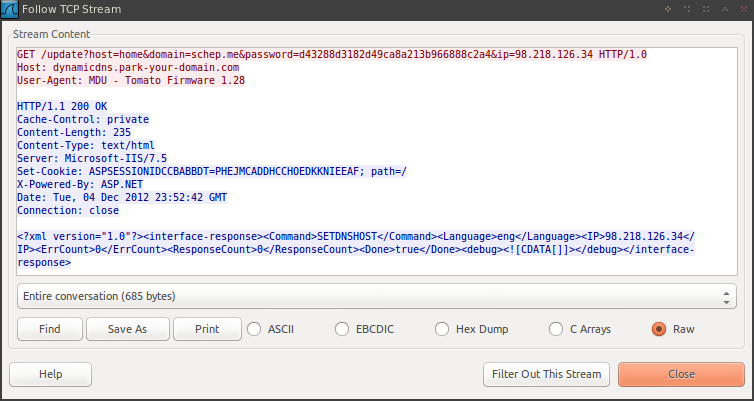 Follow TCP Stream
Stream Content
GET /update?host=home&domain=schep.me&password=d43288d3182d49ca8a213b966888c2a4&ip=98.218.126.34 HTTP/1.0
Host: dynamicdns.park-your-domain.com
User-Agent: MDU - Tomato Firmware 1.28
HTTP/1.1 200 OK
Cache-Control: private
Content-Length: 235
Content-Type: text/html
Server: Microsoft-IIS/7.5
Set-Cookie: ASPSESSIONIDCCBABBDT=PHEJMCADDHCCHOEDKKNIEEAF; path=/
X-Powered-By: ASP.NET
Date: Tue, 04 Dec 2012 23:52:42 GMT
Connection: close
<?xml version="1.0"?><interface-response><Command>SETDNSHOST</Command><Language>eng</Language><IP>98.218.126.34</
IP><ErrCount>0</ErrCount><ResponseCount>0</ResponseCount><Done>true</Done><debug><![CDATA[]]></debug></interface-
response>
Entire conversation (685 bytes)
Find Save As Print ASCII EBCDIC Hex Dump C Arrays Raw
Help Filter Out This Stream Close